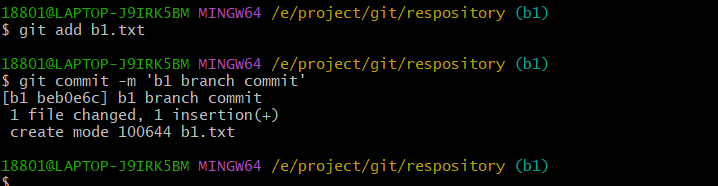 18801@LAPTOP-J9IRK5BM MINGW64 /e/project/git/respository (b1)
$ git add b1.txt
18801@LAPTOP-J9IRK5BM MINGW64 /e/project/git/respository (b1)
$ git commit -m 'b1 branch commit'
[b1 beb0e6c] b1 branch commit
 1 file changed, 1 insertion(+)
 create mode 100644 b1.txt
18801@LAPTOP-J9IRK5BM MINGW64 /e/project/git/respository (b1)
$